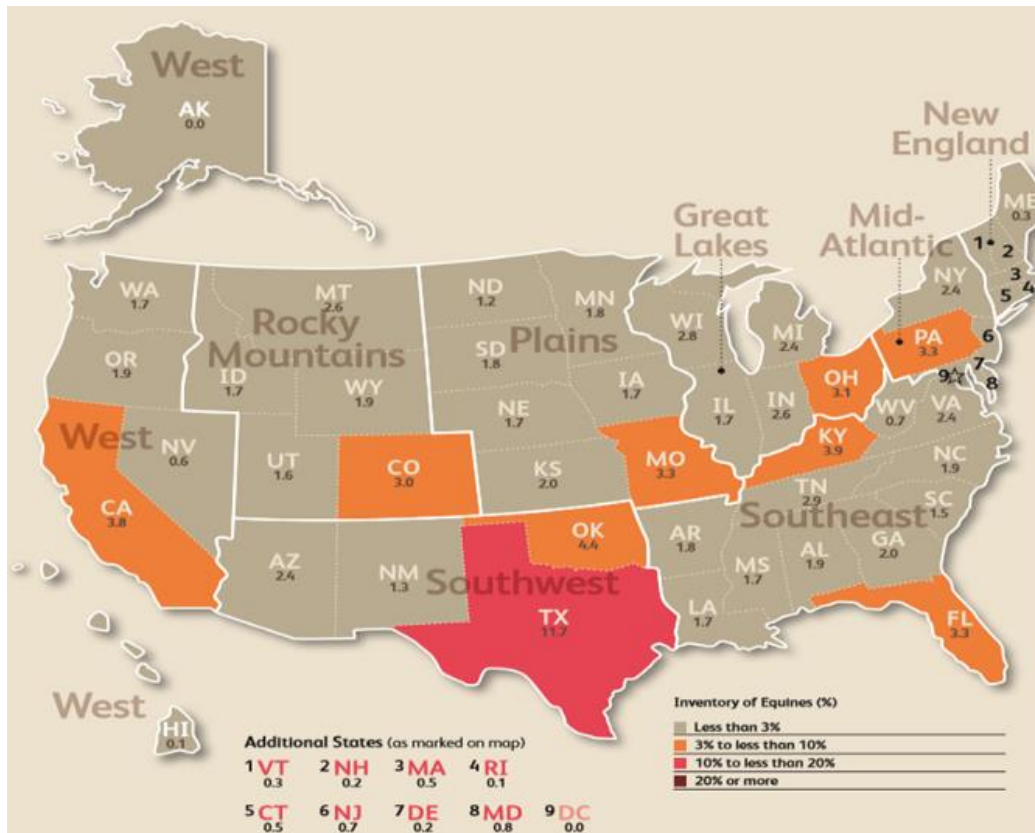 West
AK
0.0
New
England
Great
Lakes
Mid-
Atlantic
ME
0.3
1
2
3
4
5
6
7
8
9
WA
1.7
OR
1.9
CA
3.8
NV
0.6
West
MT
2.6
Rocky
Mountains
ID
1.7
WY
1.9
UT
1.6
CO
3.0
ND
1.2
SD
1.8
Plains
NE
1.7
KS
2.0
MN
1.8
IA
1.7
MO
3.3
WI
2.8
MI
2.4
IL
1.7
IN
2.6
OH
3.1
NY
2.4
PA
3.3
WV
0.7
VA
2.4
KY
3.9
NC
1.9
TN
2.9
SC
1.5
Southeast
AR
1.8
MS
1.7
AL
1.9
GA
2.0
LA
1.7
FL
3.3
AZ
2.4
NM
1.3
Southwest
OK
4.4
TX
11.7
West
HI
0.1
Inventory of Equines (%)
Less than 3%
3% to less than 10%
10% to less than 20%
20% or more
Additional States (as marked on map)
1 VT 2 NH 3 MA 4 RI
0.3 0.2 0.5 0.1
5 CT 6 NJ 7 DE 8 MD 9 DC
0.5 0.7 0.2 0.8 0.0